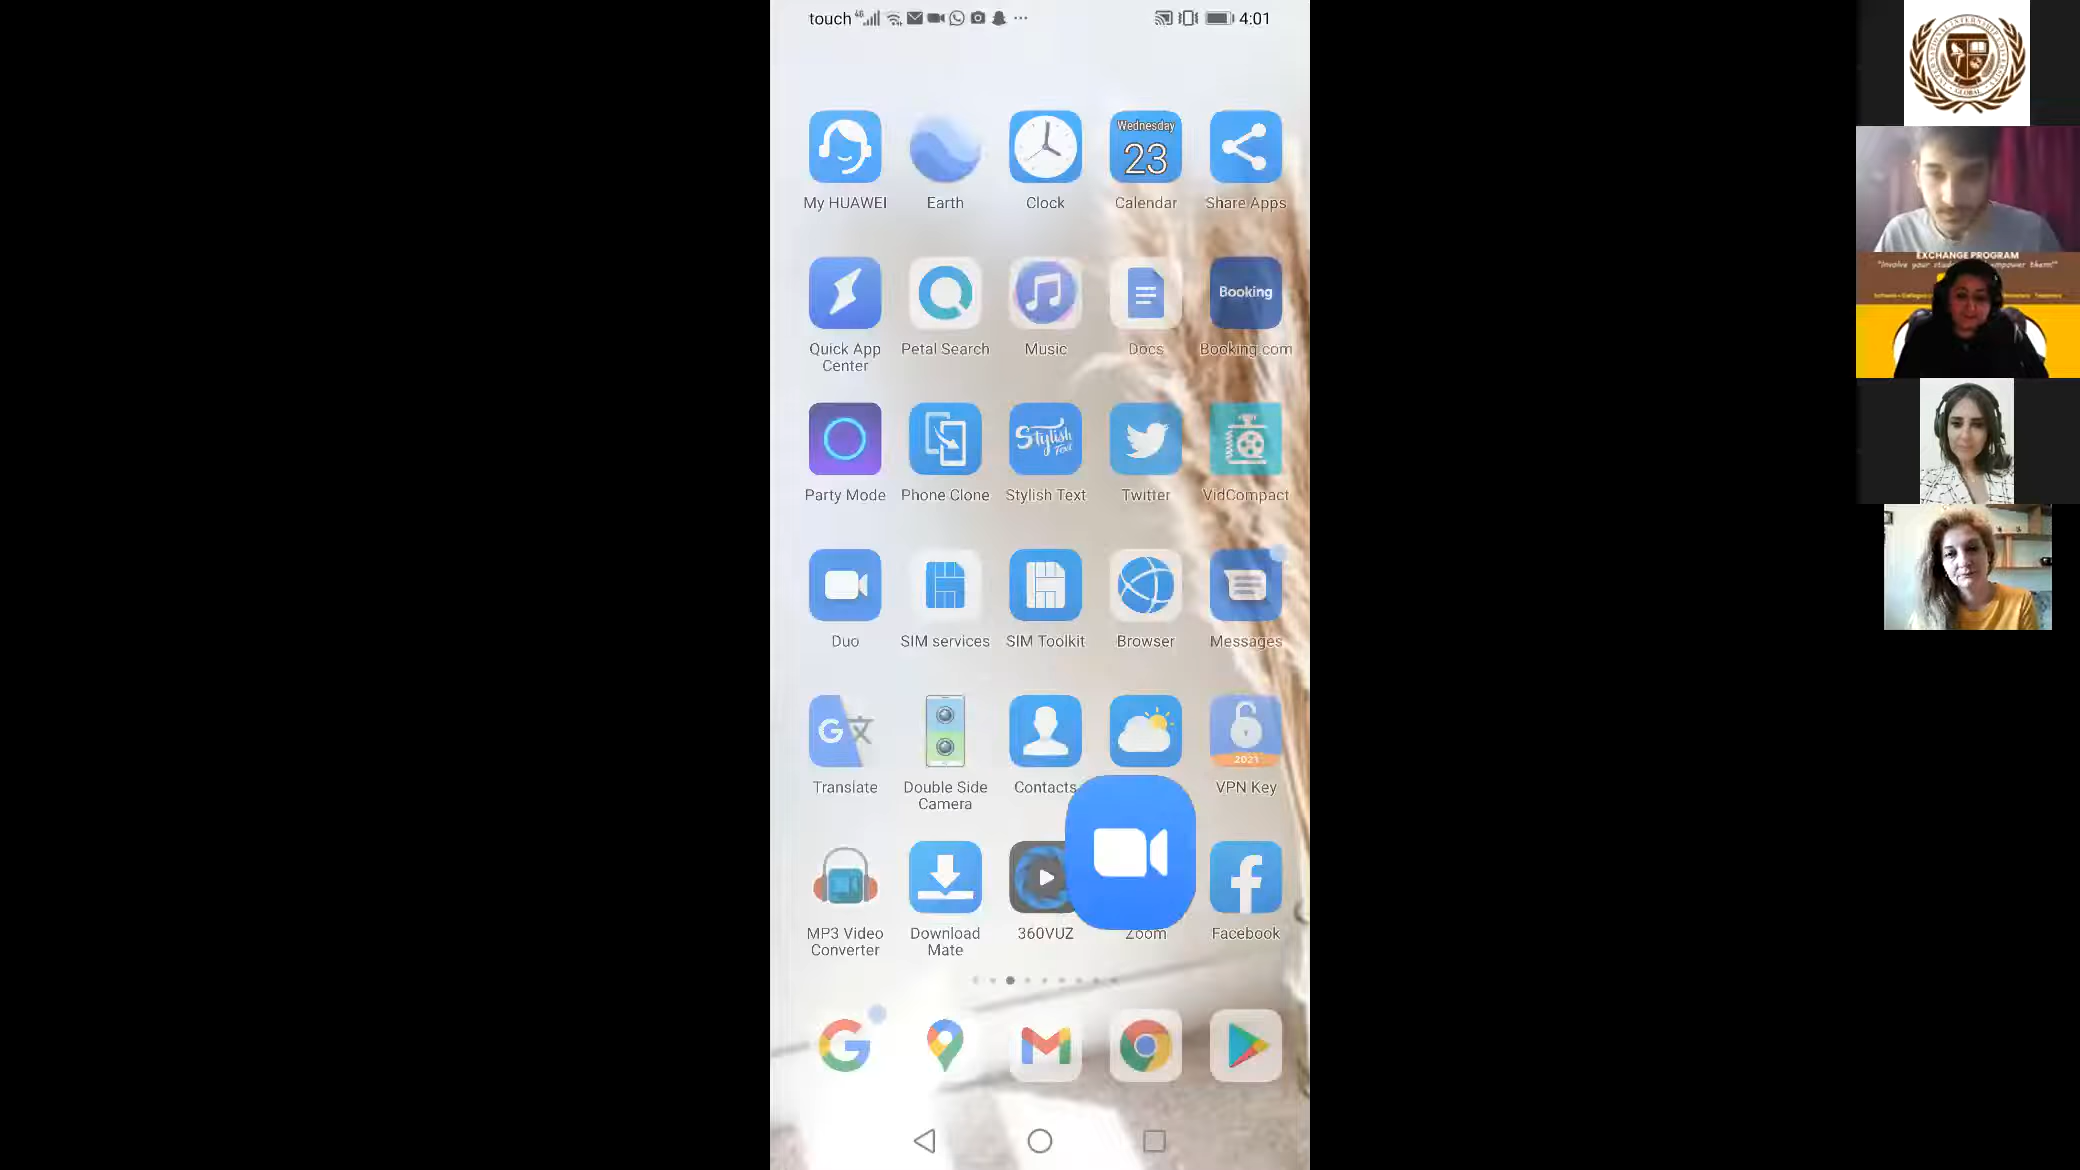 touch 4G 4:01
Wednesday
23
My HUAWEI Earth Clock Calendar Share Apps
Booking
Quick App Center Petal Search Music Docs Booking.com
Stylish
Text
Party Mode Phone Clone Stylish Text Twitter VidCompact
Duo SIM services SIM Toolkit Browser Messages
2021
Translate Double Side Camera Contacts VPN Key
MP3 Video Converter Download Mate 360VUZ Zoom Facebook
EXCHANGE PROGRAM